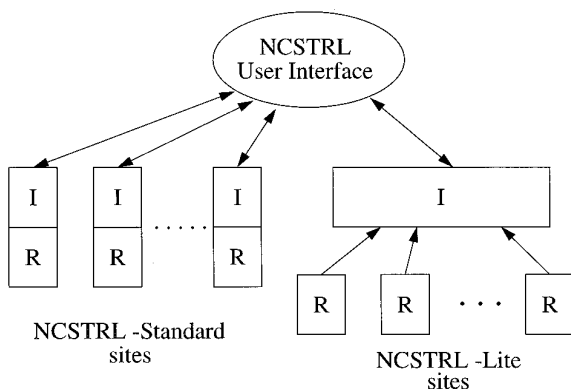 NCSTRL
User Interface
I
I
. . . . .
I
I
R
R
R
R
R
. . .
R
NCSTRL -Standard
sites
NCSTRL -Lite
sites